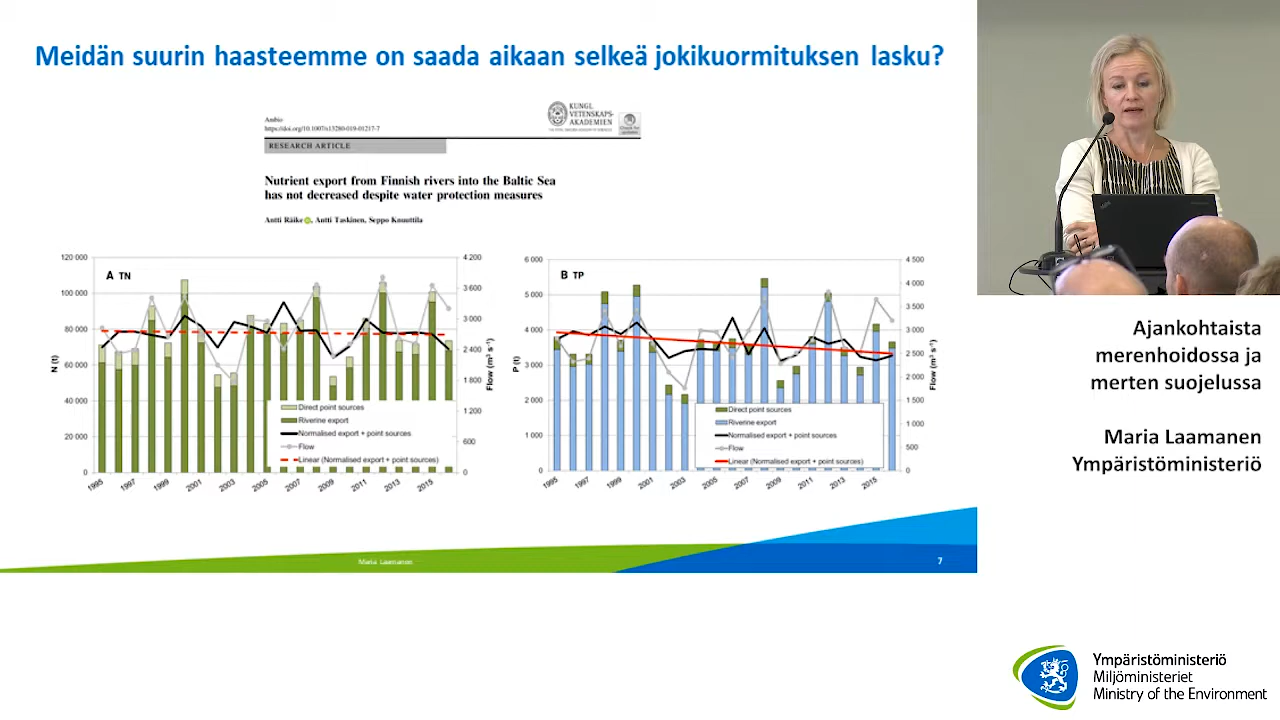 Meidän suurin haasteemme on saada aikaan selkeä jokikuormituksen lasku?
Ambio
https://doi.org/10.1007/s13280-019-01217-7
KUNGL.
VETENSKAPS-
AKADEMIEN
THE ROYAL SWEDISH ACADEMY OF SCIENCES
Check for
updates
RESEARCH ARTICLE
Nutrient export from Finnish rivers into the Baltic Sea
has not decreased despite water protection measures
Antti Räike, Antti Taskinen, Seppo Knuuttila
A TN
N (t)
120 000
100 000
80 000
60 000
40 000
20 000
0
4 200
3 600
3 000
2 400
1 800
1 200
600
0
Flow (m³ s⁻¹)
Direct point sources
Riverine export
Normalised export + point sources
Flow
Linear (Normalised export + point sources)
1995 1997 1999 2001 2003 2005 2007 2009 2011 2013 2015
B TP
P (t)
6 000
5 000
4 000
3 000
2 000
1 000
0
4 500
4 000
3 500
3 000
2 500
2 000
1 500
1 000
500
0
Flow (m³ s⁻¹)
Direct point sources
Riverine export
Normalised export + point sources
Flow
Linear (Normalised export + point sources)
1995 1997 1999 2001 2003 2005 2007 2009 2011 2013 2015
Maria Laamanen
7
Ajankohtaista
merenhoidossa ja
merten suojelussa
Maria Laamanen
Ympäristöministeriö
Ympäristöministeriö
Miljöministeriet
Ministry of the Environment